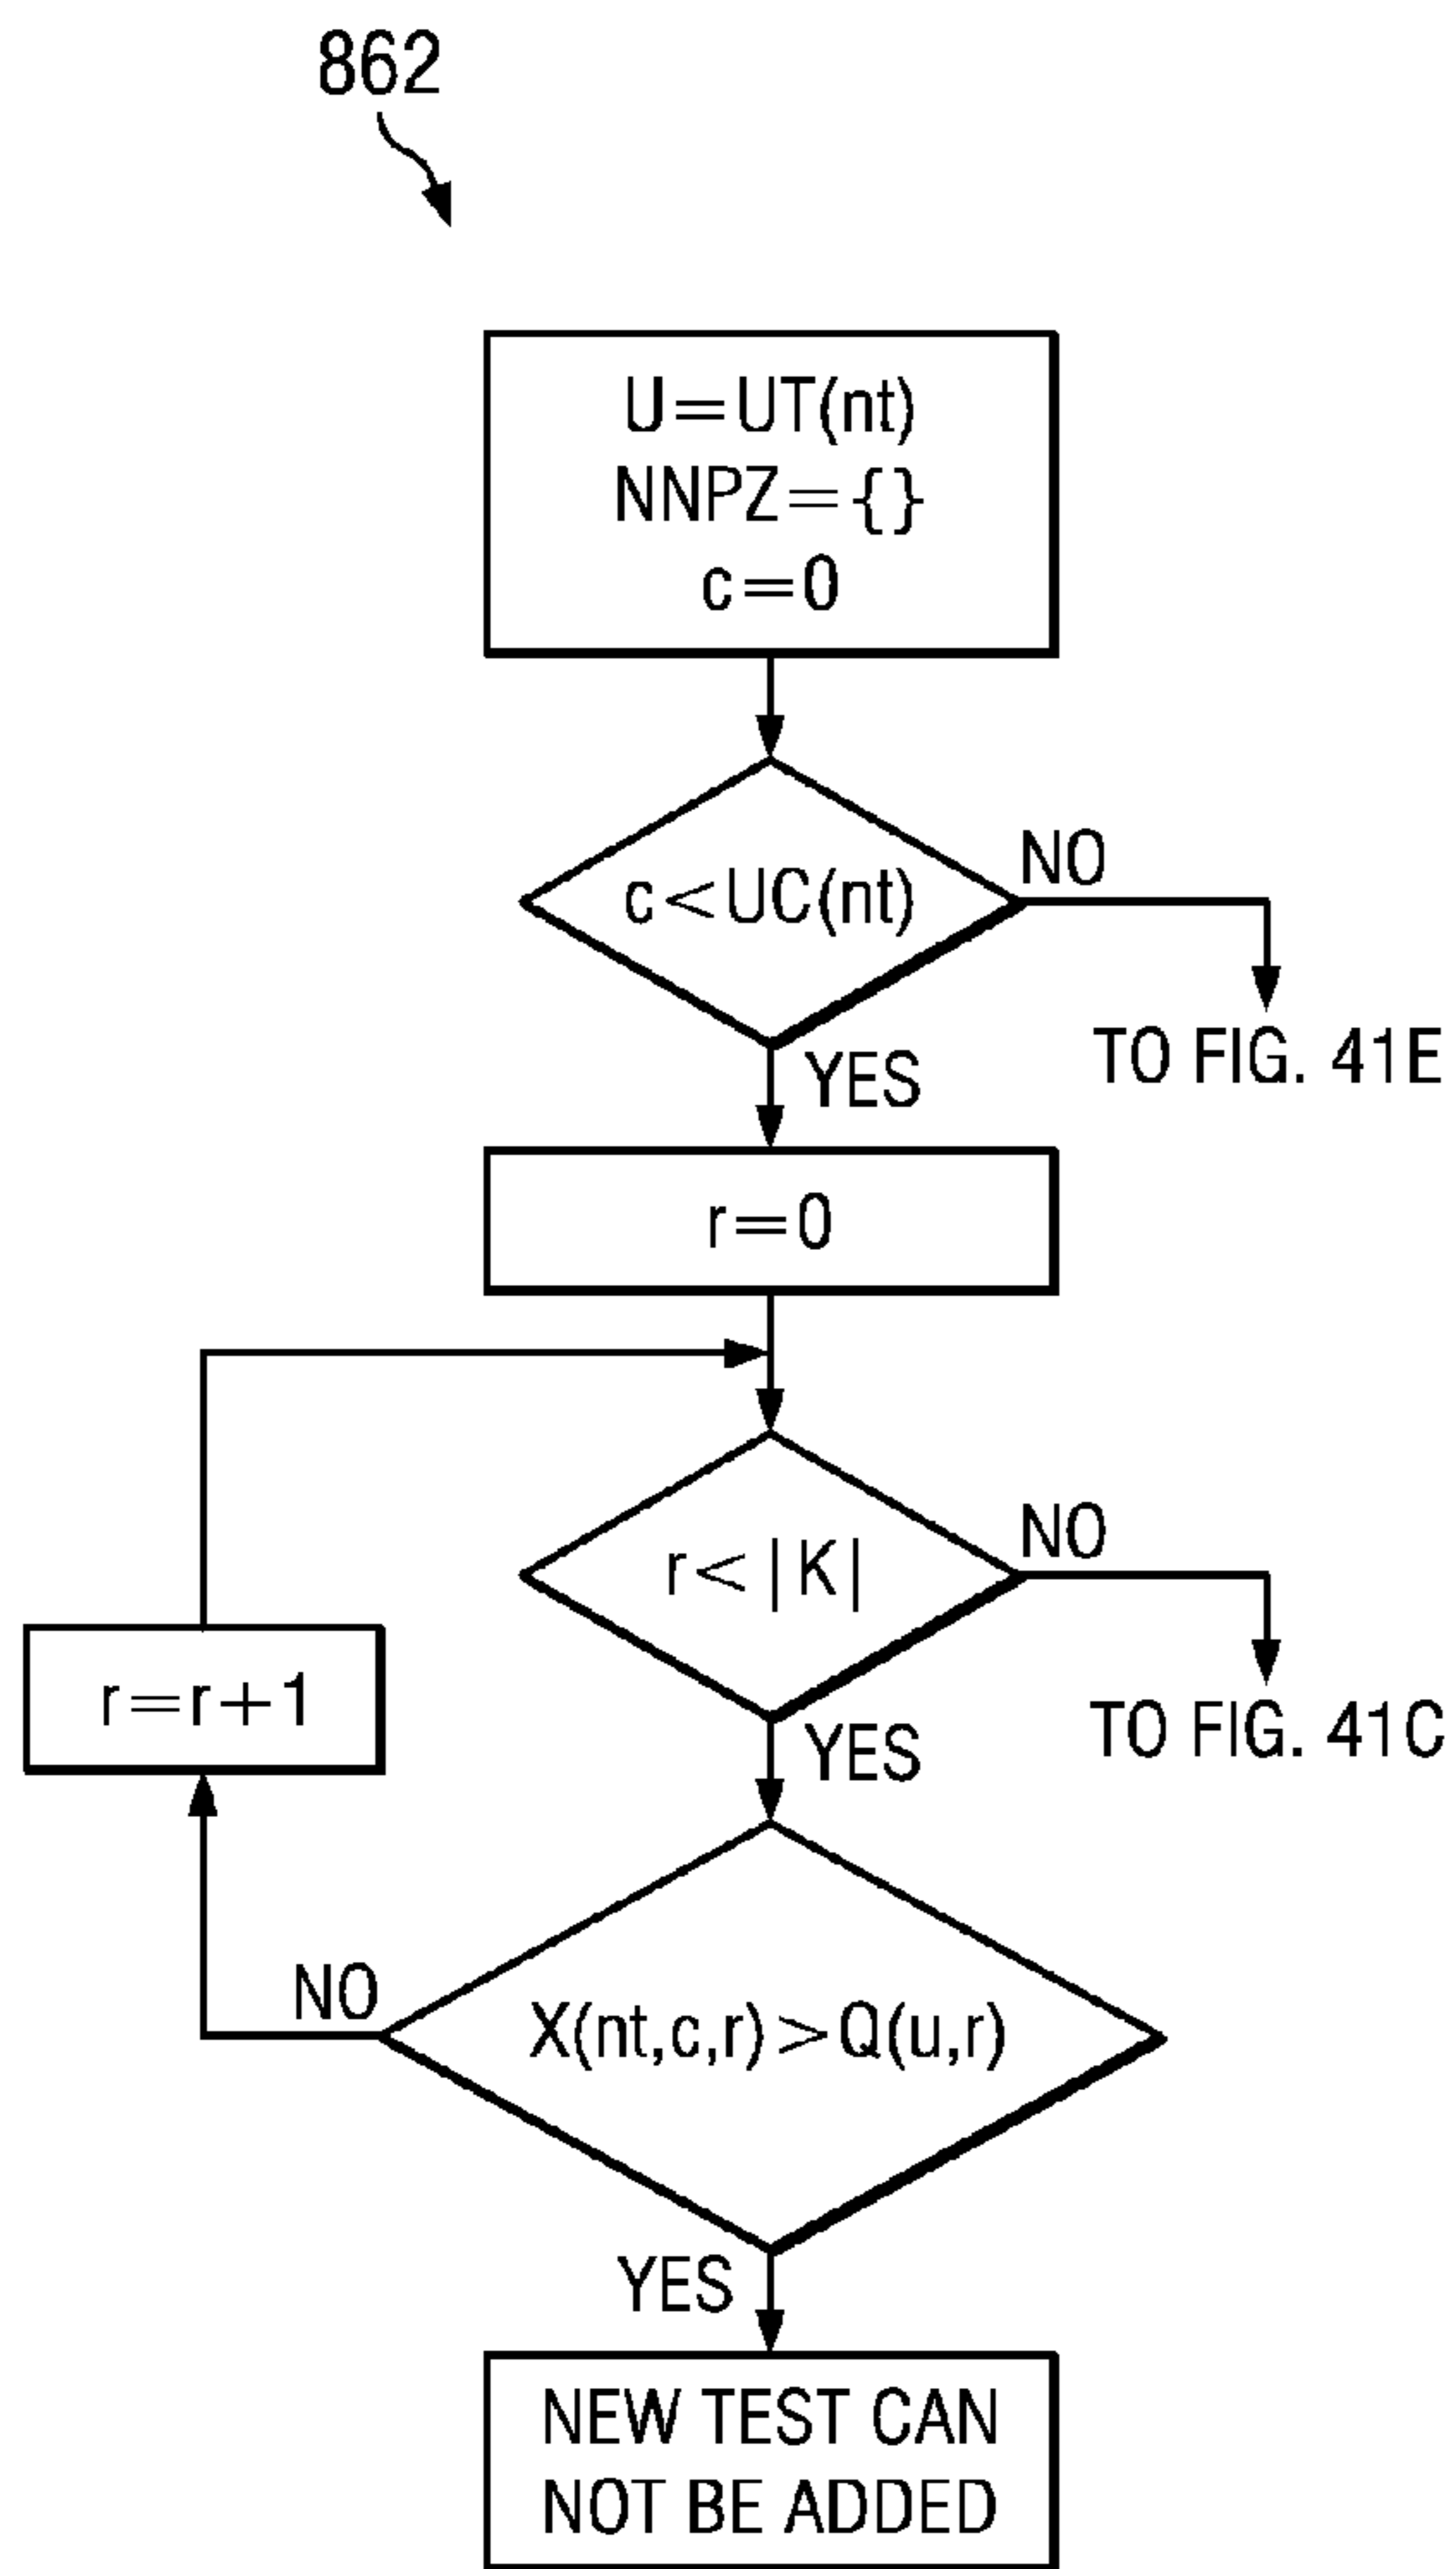 862
U=UT(nt)
NNPZ={}
c=0
c<UC(nt)
NO
TO FIG. 41E
YES
r=0
r<|K|
NO
TO FIG. 41C
YES
r=r+1
NO
X(nt,c,r)>Q(u,r)
YES
NEW TEST CAN
NOT BE ADDED